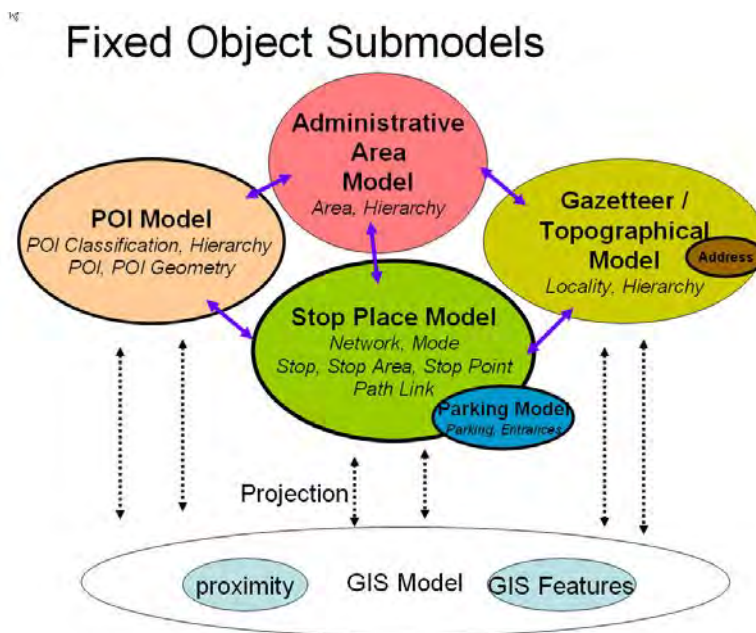 Fixed Object Submodels
Administrative
Area
Model
Area, Hierarchy
POI Model
POI Classification, Hierarchy
POI, POI Geometry
Gazetteer /
Topographical
Model
Locality, Hierarchy
Address
Stop Place Model
Network, Mode
Stop, Stop Area, Stop Point
Path Link
Parking Model
Parking, Entrances
Projection
proximity
GIS Model
GIS Features